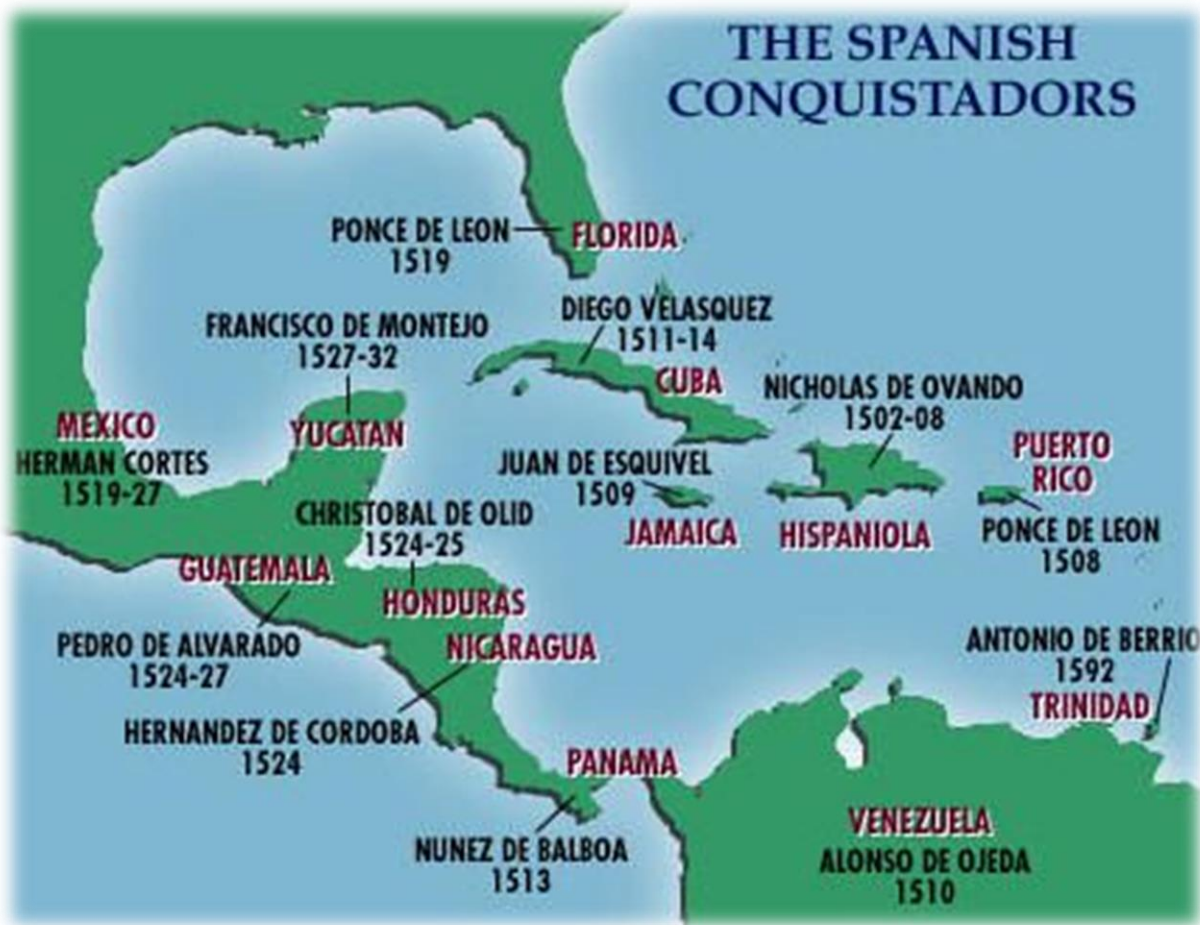 THE SPANISH
CONQUISTADORS
PONCE DE LEON
1519
FLORIDA
FRANCISCO DE MONTEJO
1527-32
YUCATAN
DIEGO VELASQUEZ
1511-14
CUBA
NICHOLAS DE OVANDO
1502-08
HISPANIOLA
MEXICO
HERMAN CORTES
1519-27
JUAN DE ESQUIVEL
1509
JAMAICA
PUERTO
RICO
PONCE DE LEON
1508
CHRISTOBAL DE OLID
1524-25
HONDURAS
GUATEMALA
PEDRO DE ALVARADO
1524-27
NICARAGUA
HERNANDEZ DE CORDOBA
1524
ANTONIO DE BERRIO
1592
TRINIDAD
PANAMA
NUNEZ DE BALBOA
1513
VENEZUELA
ALONSO DE OJEDA
1510